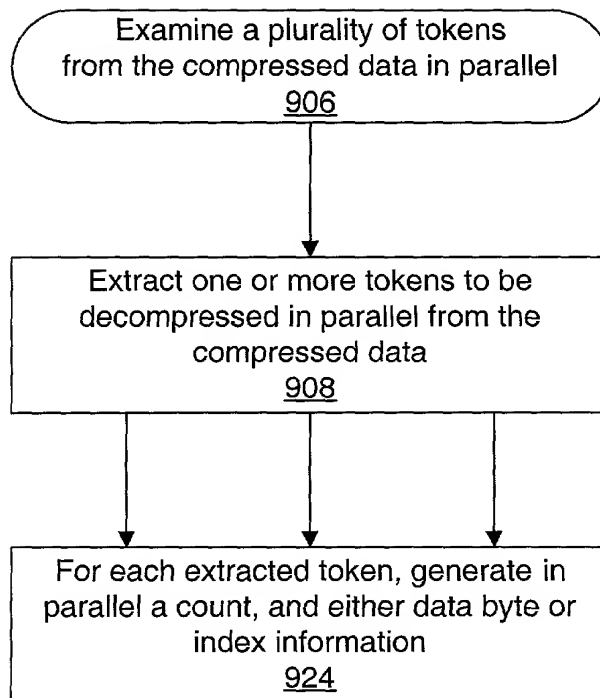 Examine a plurality of tokens
from the compressed data in parallel
906
Extract one or more tokens to be
decompressed in parallel from the
compressed data
908
For each extracted token, generate in
parallel a count, and either data byte or
index information
924